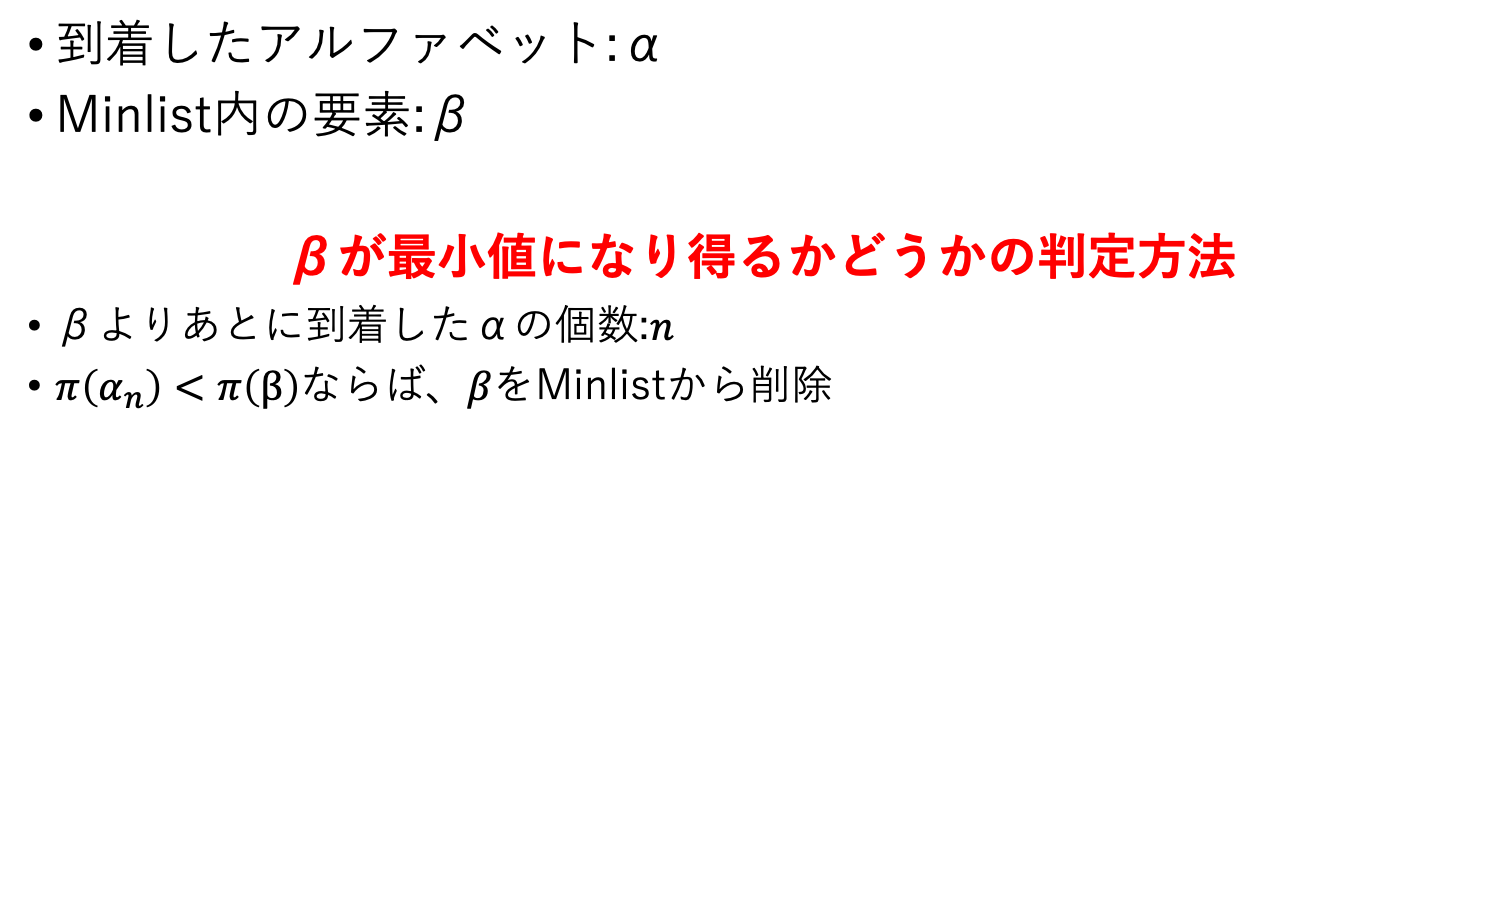 • 到着したアルファベット: α
• Minlist内の要素: β
βが最小値になり得るかどうかの判定方法
• βよりあとに到着したαの個数:n
• π(αₙ) < π(β)ならば、βをMinlistから削除